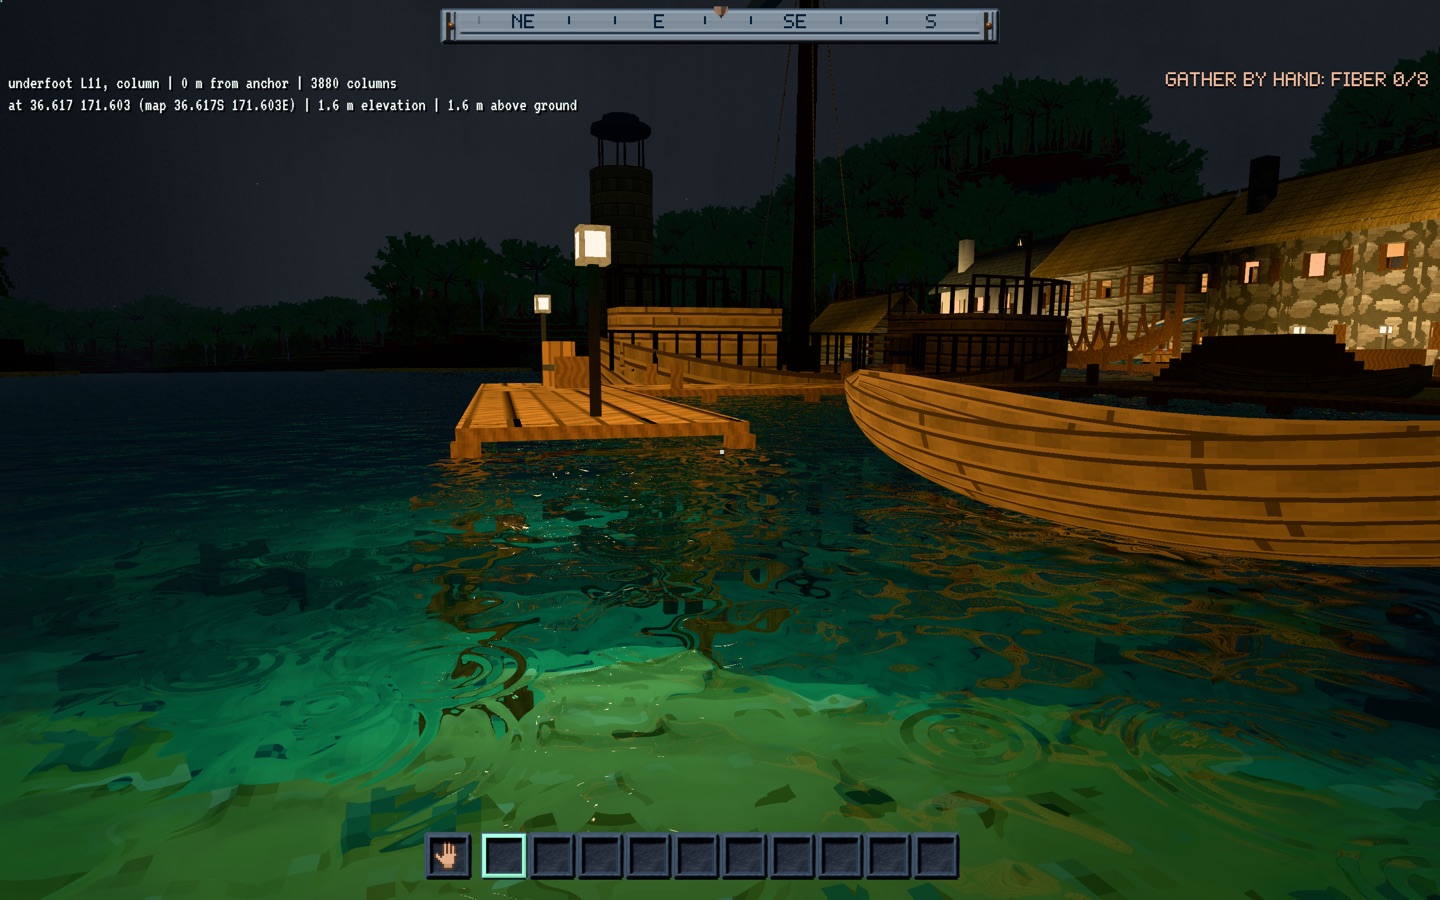 NE E SE S
underfoot L11, column | 0 m from anchor | 3880 columns
at 36.617 171.603 (map 36.617S 171.603E) | 1.6 m elevation | 1.6 m above ground
GATHER BY HAND: FIBER 0/8